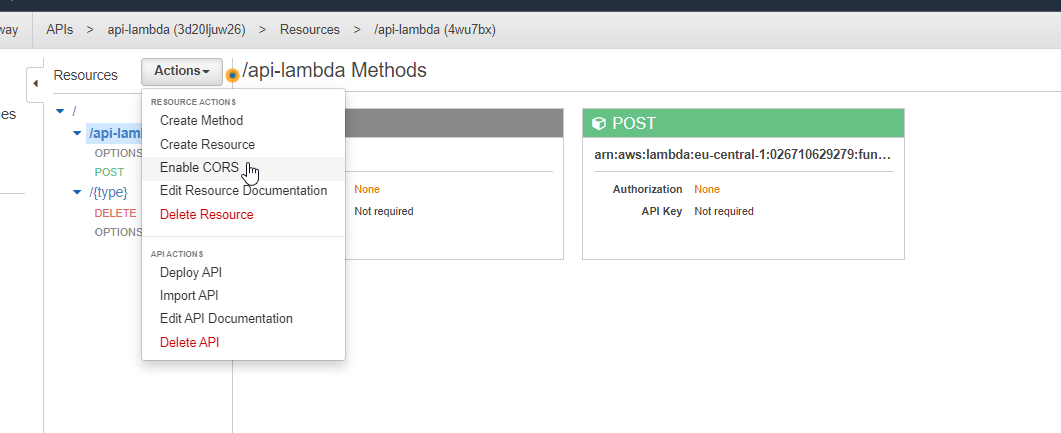 way APIs > api-lambda (3d20ljuw26) > Resources > /api-lambda (4wu7bx)
Resources Actions /api-lambda Methods
es
/
/api-lam
OPTIONS
POST
/{type}
DELETE
OPTIONS
RESOURCE ACTIONS
Create Method
Create Resource
Enable CORS
Edit Resource Documentation
Delete Resource
API ACTIONS
Deploy API
Import API
Edit API Documentation
Delete API
None
Not required
POST
arn:aws:lambda:eu-central-1:026710629279:fun…
Authorization None
API Key Not required